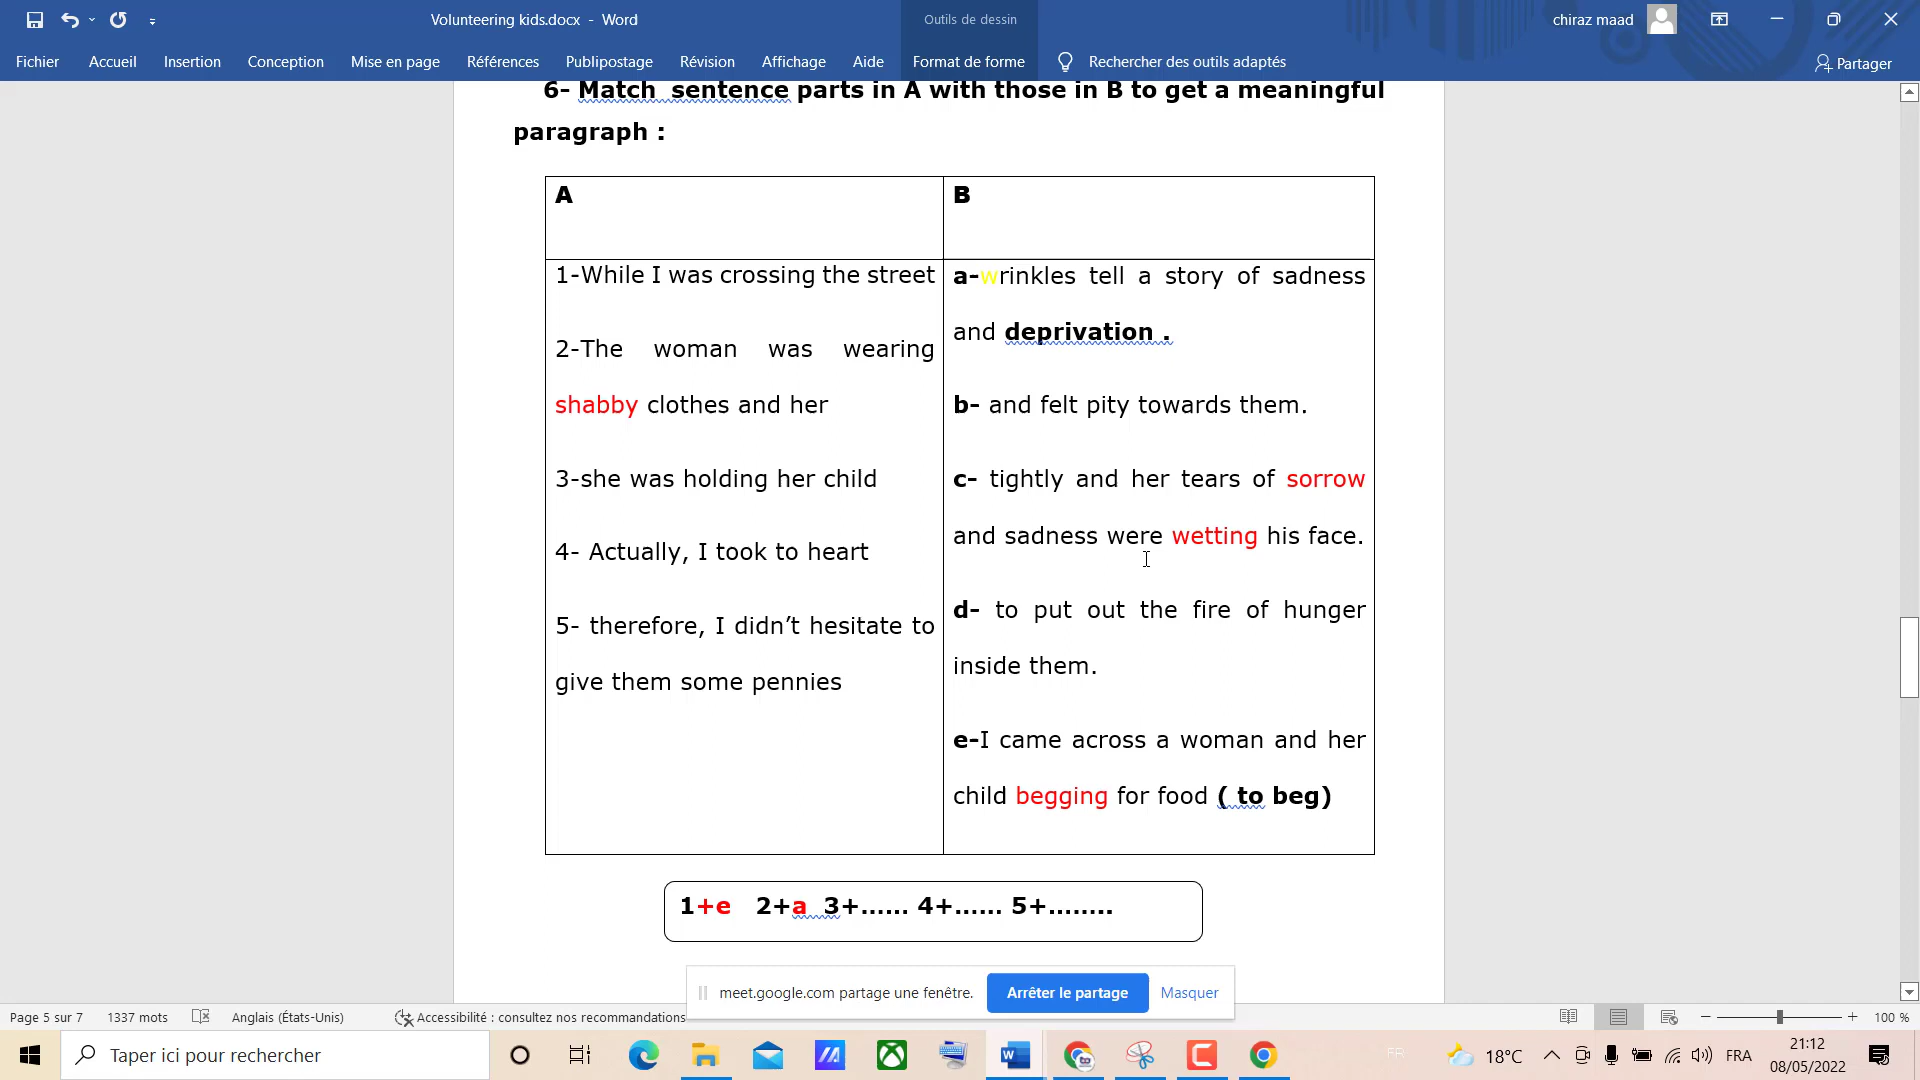 Volunteering kids.docx - Word
Outils de dessin
chiraz maad
Fichier Accueil Insertion Conception Mise en page Références Publipostage Révision Affichage Aide Format de forme Rechercher des outils adaptés Partager
6- Match sentence parts in A with those in B to get a meaningful
paragraph :
A
B
1-While I was crossing the street
2-The woman was wearing
shabby clothes and her
3-she was holding her child
4- Actually, I took to heart
5- therefore, I didn’t hesitate to
give them some pennies
a-wrinkles tell a story of sadness
and deprivation .
b- and felt pity towards them.
c- tightly and her tears of sorrow
and sadness were wetting his face.
d- to put out the fire of hunger
inside them.
e-I came across a woman and her
child begging for food ( to beg)
1+e 2+a 3+...... 4+...... 5+........
meet.google.com partage une fenêtre. Arrêter le partage Masquer
Page 5 sur 7 1337 mots Anglais (États-Unis) Accessibilité : consultez nos recommandations 100 %
Taper ici pour rechercher
FR
18°C
FRA
21:12
08/05/2022